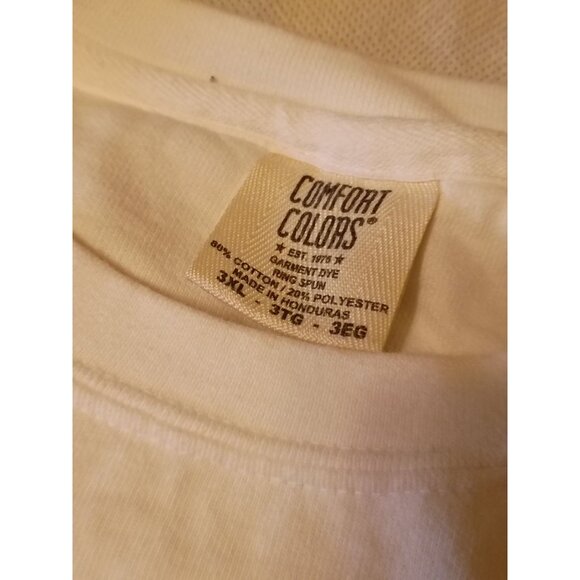 COMFORT
COLORS®
★ EST. 1975 ★
GARMENT DYE
RING SPUN
80% COTTON / 20% POLYESTER
MADE IN HONDURAS
3XL - 3TG - 3EG